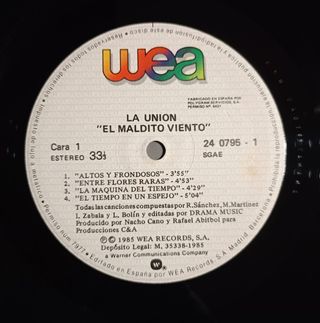 wea
FABRICADO EN ESPAÑA POR
POLYGRAM SERVICIOS, S.A.
LA UNION
"EL MALDITO VIENTO"
Cara 1
24 0795 - 1
ESTEREO 33⅓
SGAE
1. "ALTOS Y FRONDOSOS" - 3'55"
2. "ENTRE FLORES RARAS" - 4'53"
3. "LA MAQUINA DEL TIEMPO" - 4'29"
4. "EL TIEMPO EN UN ESPEJO" - 5'04"
Todas las canciones compuestas por R. Sánchez, M. Martinez
I. Zabala y L. Bolín y editadas por DRAMA MUSIC
Producido por Nacho Cano y Rafael Abitbol para
Producciones C&A
℗ 1985 WEA RECORDS, S.A.
Depósito Legal: M, 35338-1985
a Warner Communications Company
Editado en España por WEA Records, S.A. Madrid.